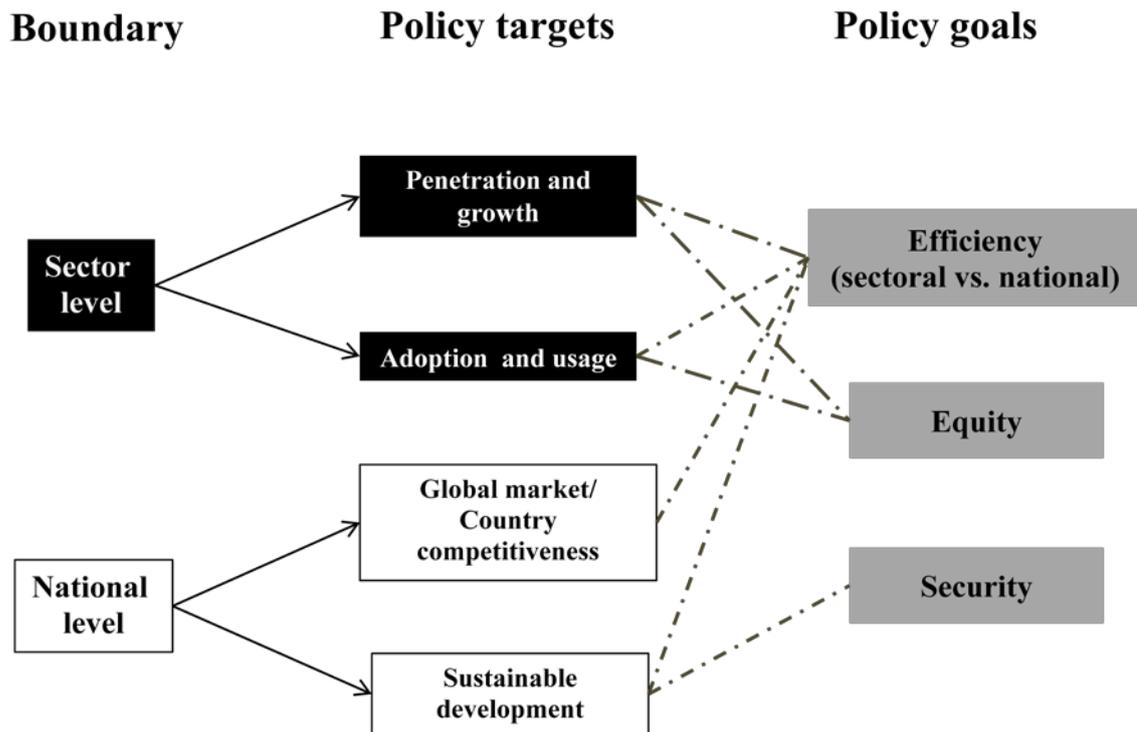 Boundary
Policy targets
Policy goals
Penetration and
growth
Sector
level
Efficiency
(sectoral vs. national)
Adoption and usage
Equity
Global market/
Country
competitiveness
National
level
Security
Sustainable
development